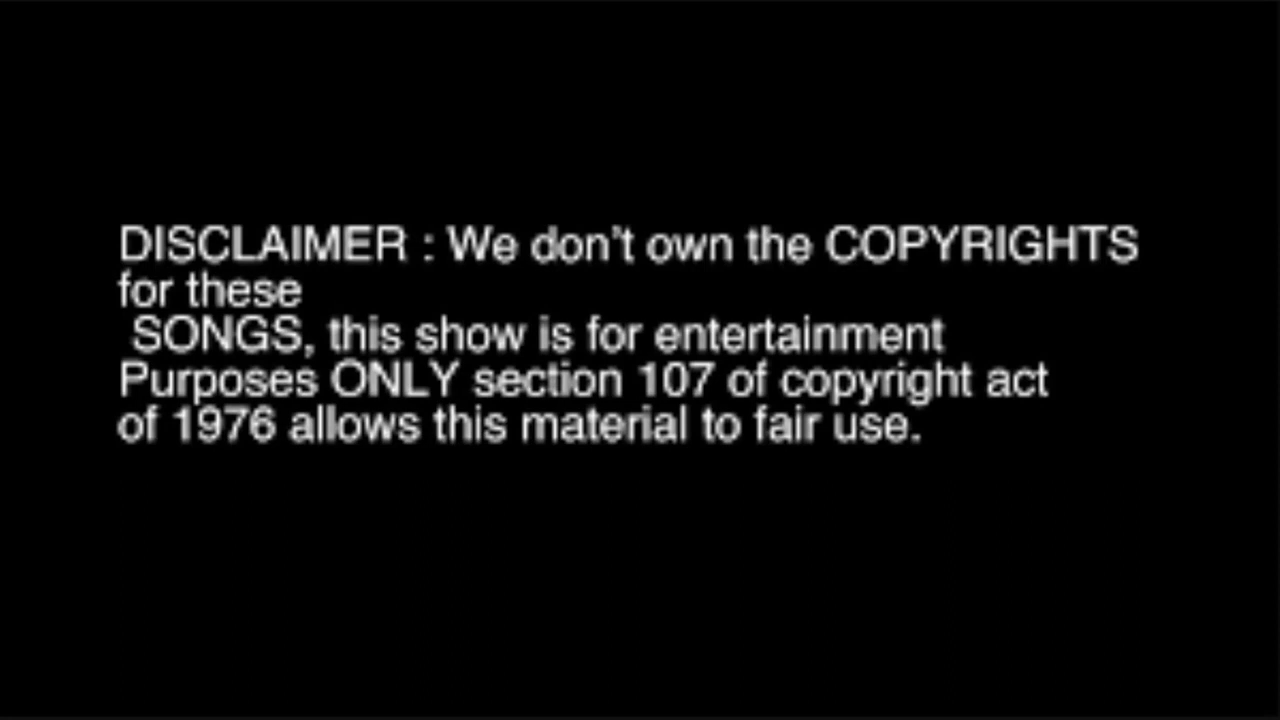 DISCLAIMER : We don't own the COPYRIGHTS
for these
SONGS, this show is for entertainment
Purposes ONLY section 107 of copyright act
of 1976 allows this material to fair use.